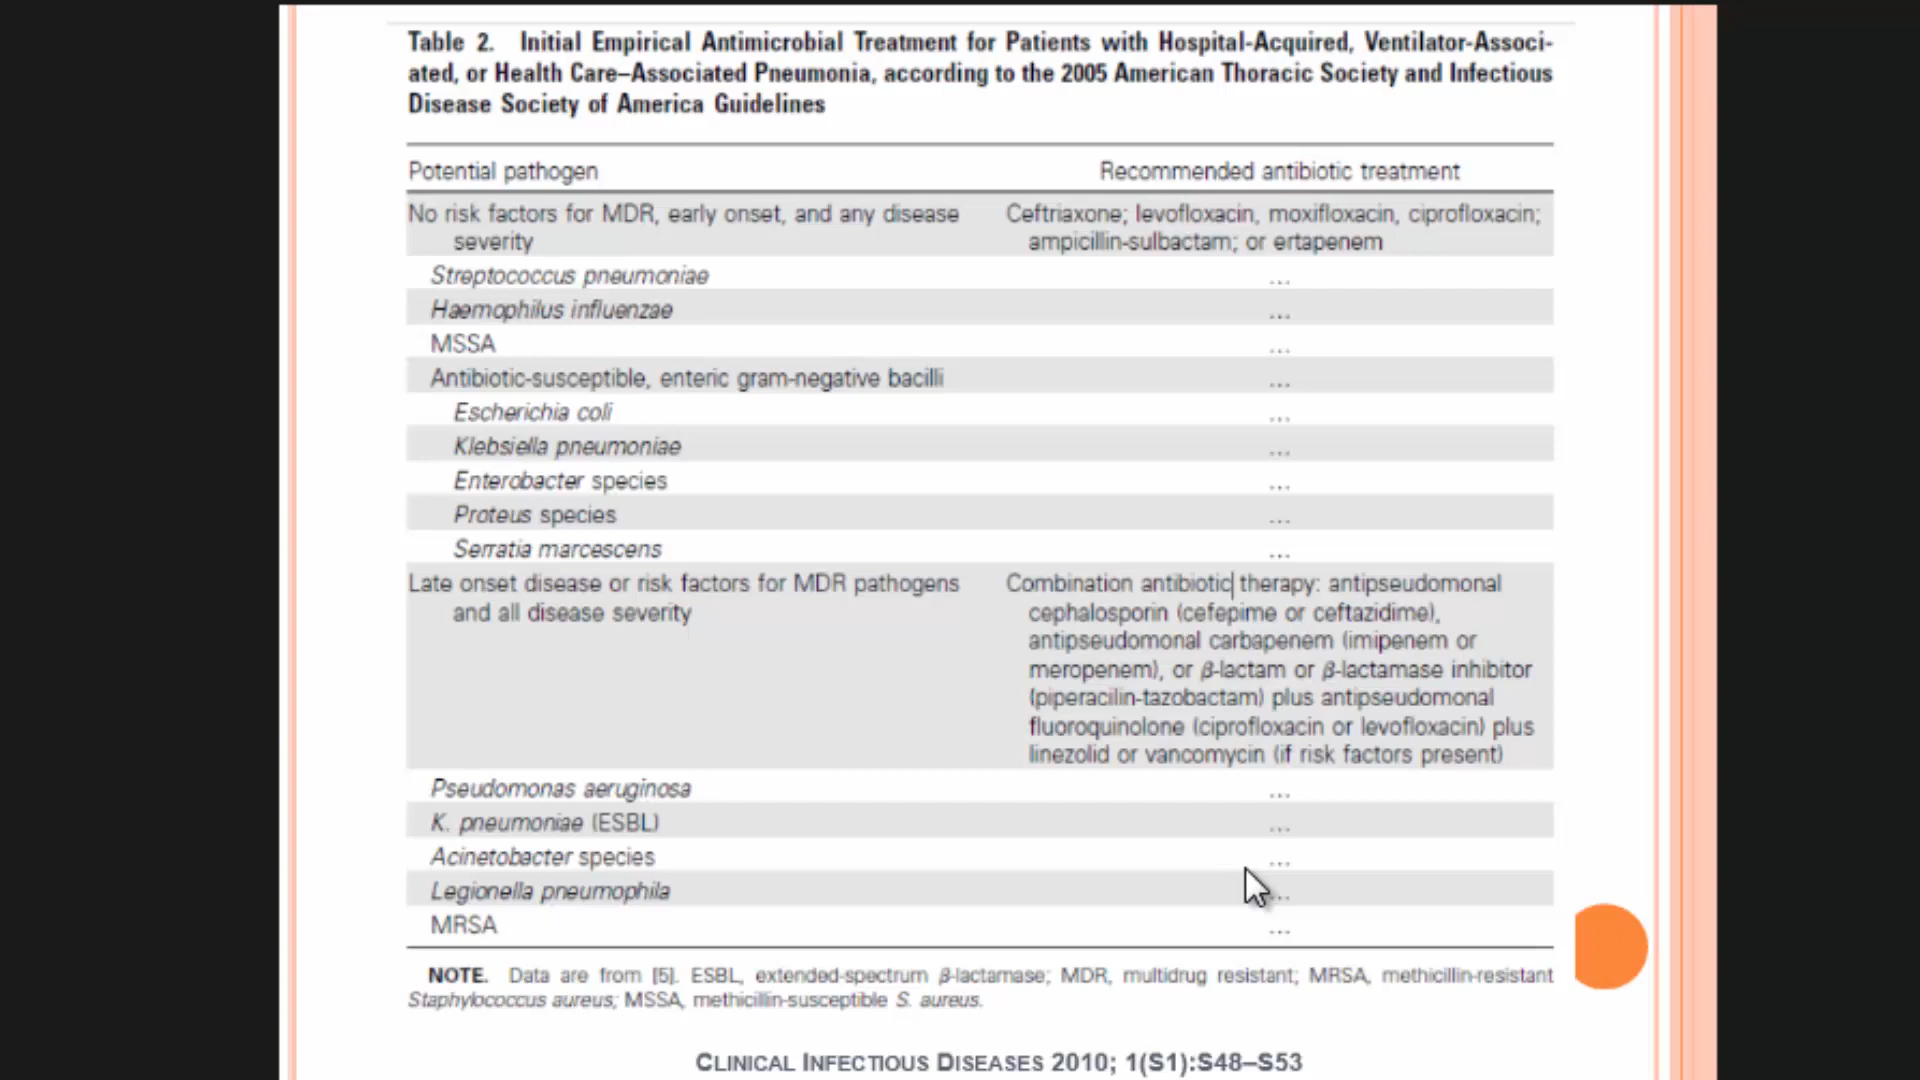 Table 2. Initial Empirical Antimicrobial Treatment for Patients with Hospital-Acquired, Ventilator-Associ-
ated, or Health Care–Associated Pneumonia, according to the 2005 American Thoracic Society and Infectious
Disease Society of America Guidelines
Potential pathogen Recommended antibiotic treatment
No risk factors for MDR, early onset, and any disease
severity
Ceftriaxone; levofloxacin, moxifloxacin, ciprofloxacin;
ampicillin-sulbactam; or ertapenem
Streptococcus pneumoniae ...
Haemophilus influenzae ...
MSSA ...
Antibiotic-susceptible, enteric gram-negative bacilli ...
Escherichia coli ...
Klebsiella pneumoniae ...
Enterobacter species ...
Proteus species ...
Serratia marcescens ...
Late onset disease or risk factors for MDR pathogens
and all disease severity
Combination antibiotic therapy: antipseudomonal
cephalosporin (cefepime or ceftazidime),
antipseudomonal carbapenem (imipenem or
meropenem), or β-lactam or β-lactamase inhibitor
(piperacilin-tazobactam) plus antipseudomonal
fluoroquinolone (ciprofloxacin or levofloxacin) plus
linezolid or vancomycin (if risk factors present)
Pseudomonas aeruginosa ...
K. pneumoniae (ESBL) ...
Acinetobacter species ...
Legionella pneumophila ...
MRSA ...
NOTE. Data are from [5]. ESBL, extended-spectrum β-lactamase; MDR, multidrug resistant; MRSA, methicillin-resistant
Staphylococcus aureus; MSSA, methicillin-susceptible S. aureus.
CLINICAL INFECTIOUS DISEASES 2010; 1(S1):S48–S53